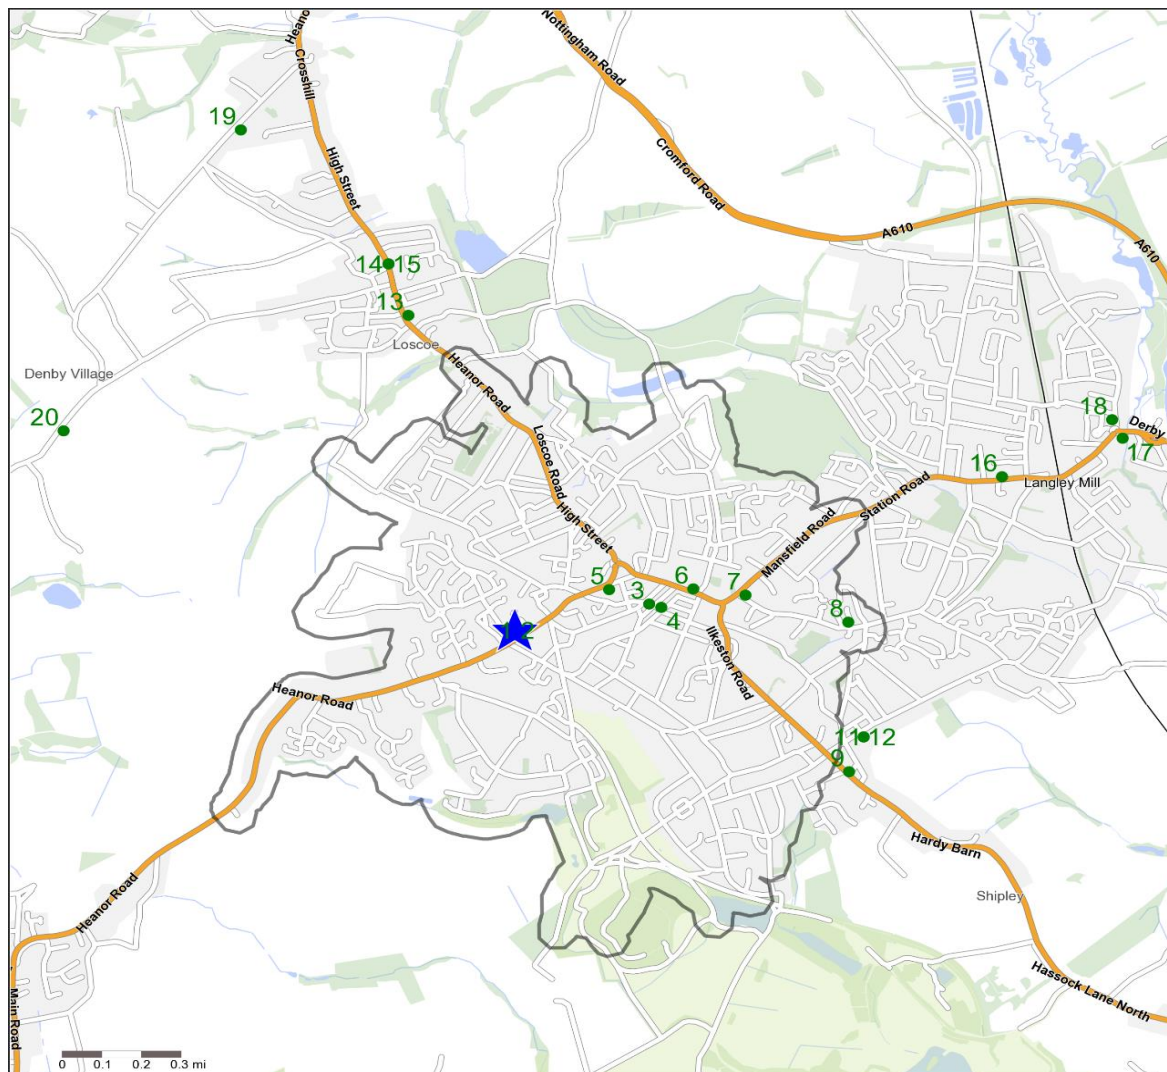 Heanor
Crosshill
Nottingham Road
19
High Street
Cromford Road
A610
A610
14 15
13
Loscoe
Heanor Road
Denby Village
20
Loscoe Road
High Street
18
Derby
17
16
Langley Mill
Station Road
Mansfield Road
5
3
4
6
7
8
2
Ilkeston Road
Heanor Road
11 12
9
Hardy Barn
Shipley
Heanor Road
Hassock Lane North
Main Road
0 0.1 0.2 0.3 mi